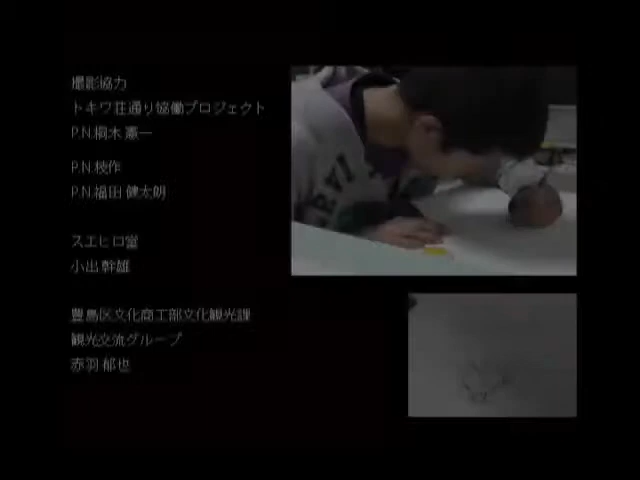 撮影協力
トキワ荘通り協働プロジェクト
P.N.桐木 憲一
P.N.枝作
P.N.福田 健太朗
スエヒロ堂
小出 幹雄
豊島区文化商工部文化観光課
観光交流グループ
赤羽 郁也